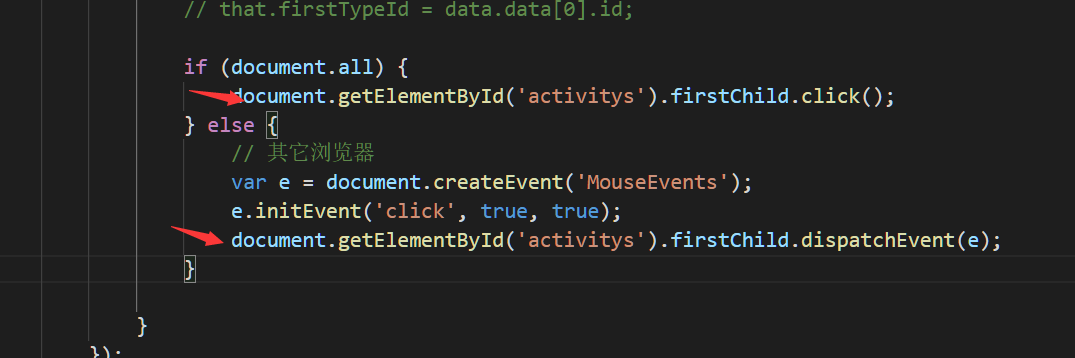 // that.firstTypeId = data.data[0].id;
if (document.all) {
document.getElementById('activitys').firstChild.click();
} else {
// 其它浏览器
var e = document.createEvent('MouseEvents');
e.initEvent('click', true, true);
document.getElementById('activitys').firstChild.dispatchEvent(e);
}
}
});